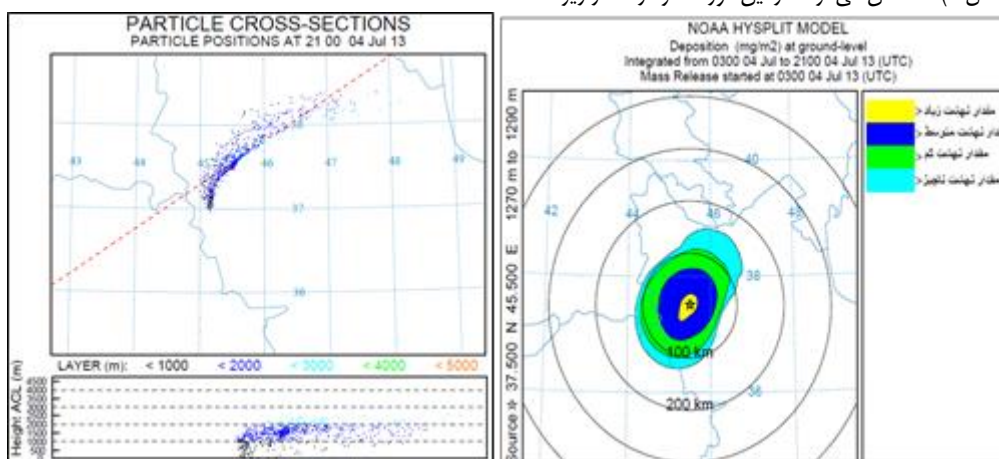 PARTICLE CROSS-SECTIONS
PARTICLE POSITIONS AT 21 00 04 Jul 13
43
44
45
46
47
48
49
38
37
36
LAYER (m): < 1000 < 2000 < 3000 < 4000 < 5000
Height AGL (m)
NOAA HYSPLIT MODEL
Deposition (mg/m2) at ground-level
Integrated from 0300 04 Jul to 2100 04 Jul 13 (UTC)
Mass Release started at 0300 04 Jul 13 (UTC)
Source at 37.500 N 45.500 E 1270 m to 1290 m
42
44
46
48
40
38
36
100 km
200 km
مقدار نهشت زیاد
مقدار نهشت متوسط
مقدار نهشت کم
مقدار نهشت ناچیز